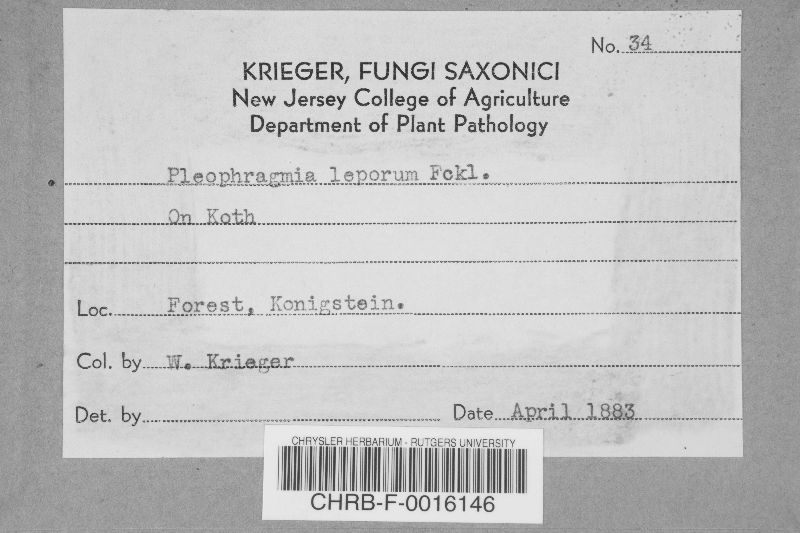 No. 34
KRIEGER, FUNGI SAXONICI
New Jersey College of Agriculture
Department of Plant Pathology
Pleophragmia leporum Fckl.
On Koth
Loc. Forest, Konigstein.
Col. by W. Krieger
Det. by
Date April 1883
CHRYSLER HERBARIUM - RUTGERS UNIVERSITY
CHRB-F-0016146